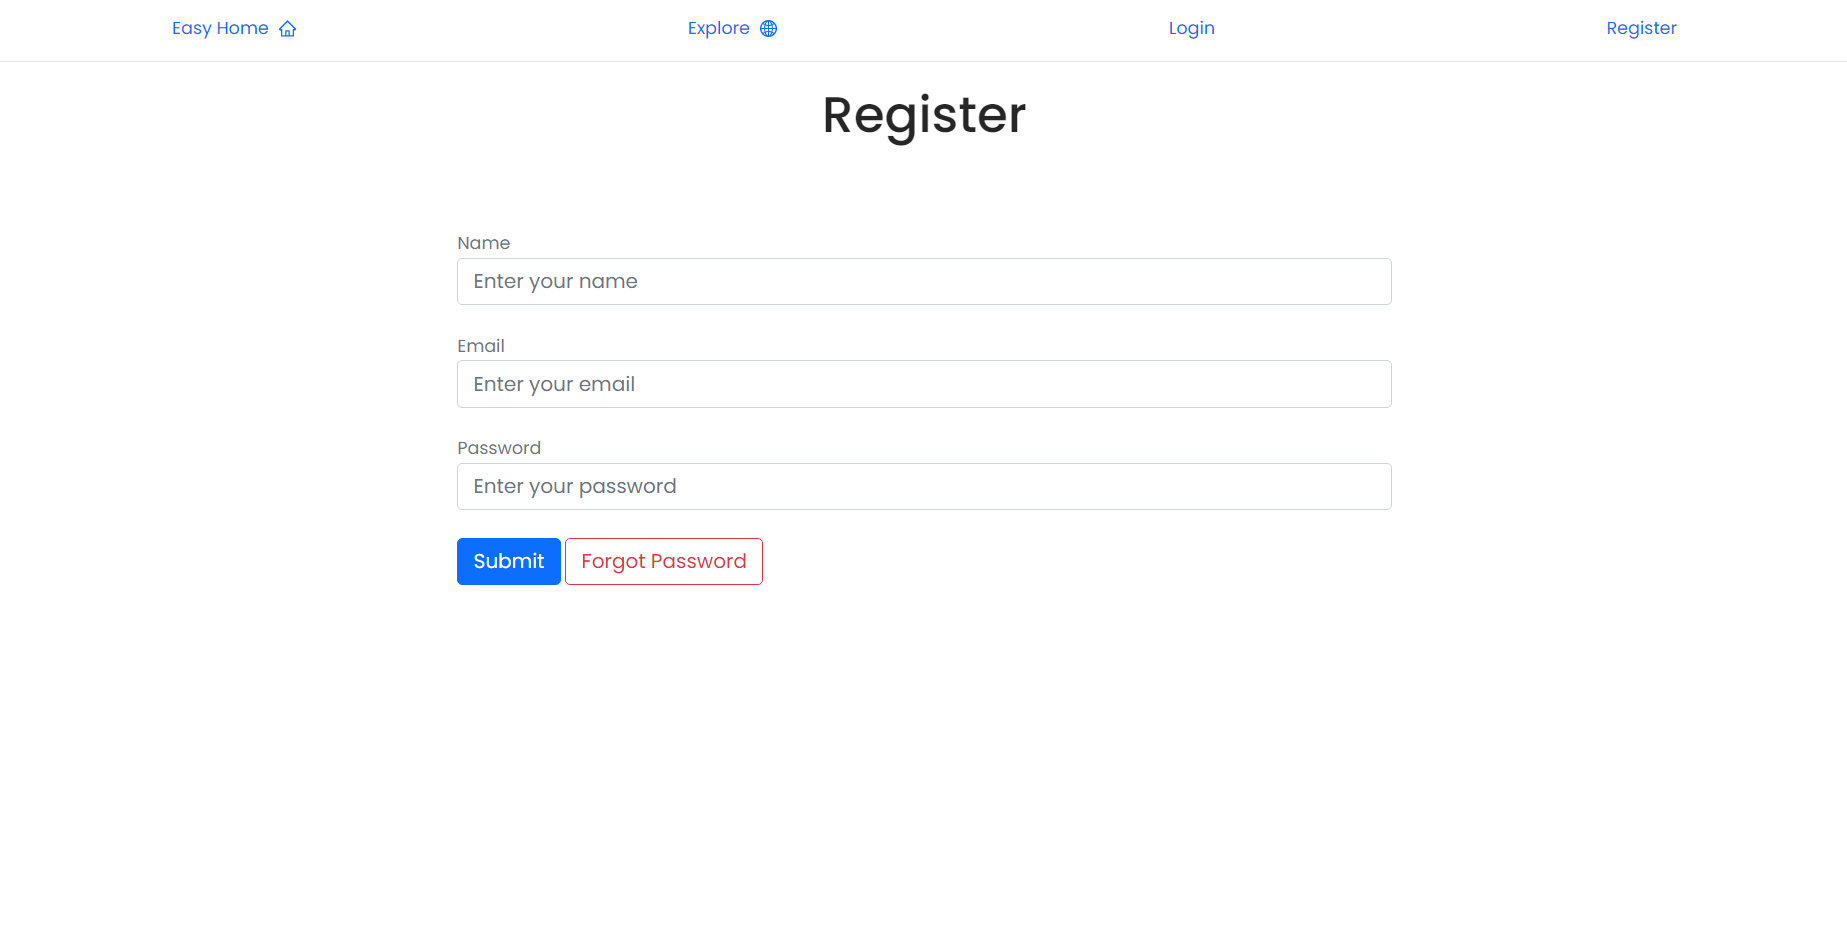 Easy Home Explore Login Register
Register
Name
Enter your name
Email
Enter your email
Password
Enter your password
Submit Forgot Password